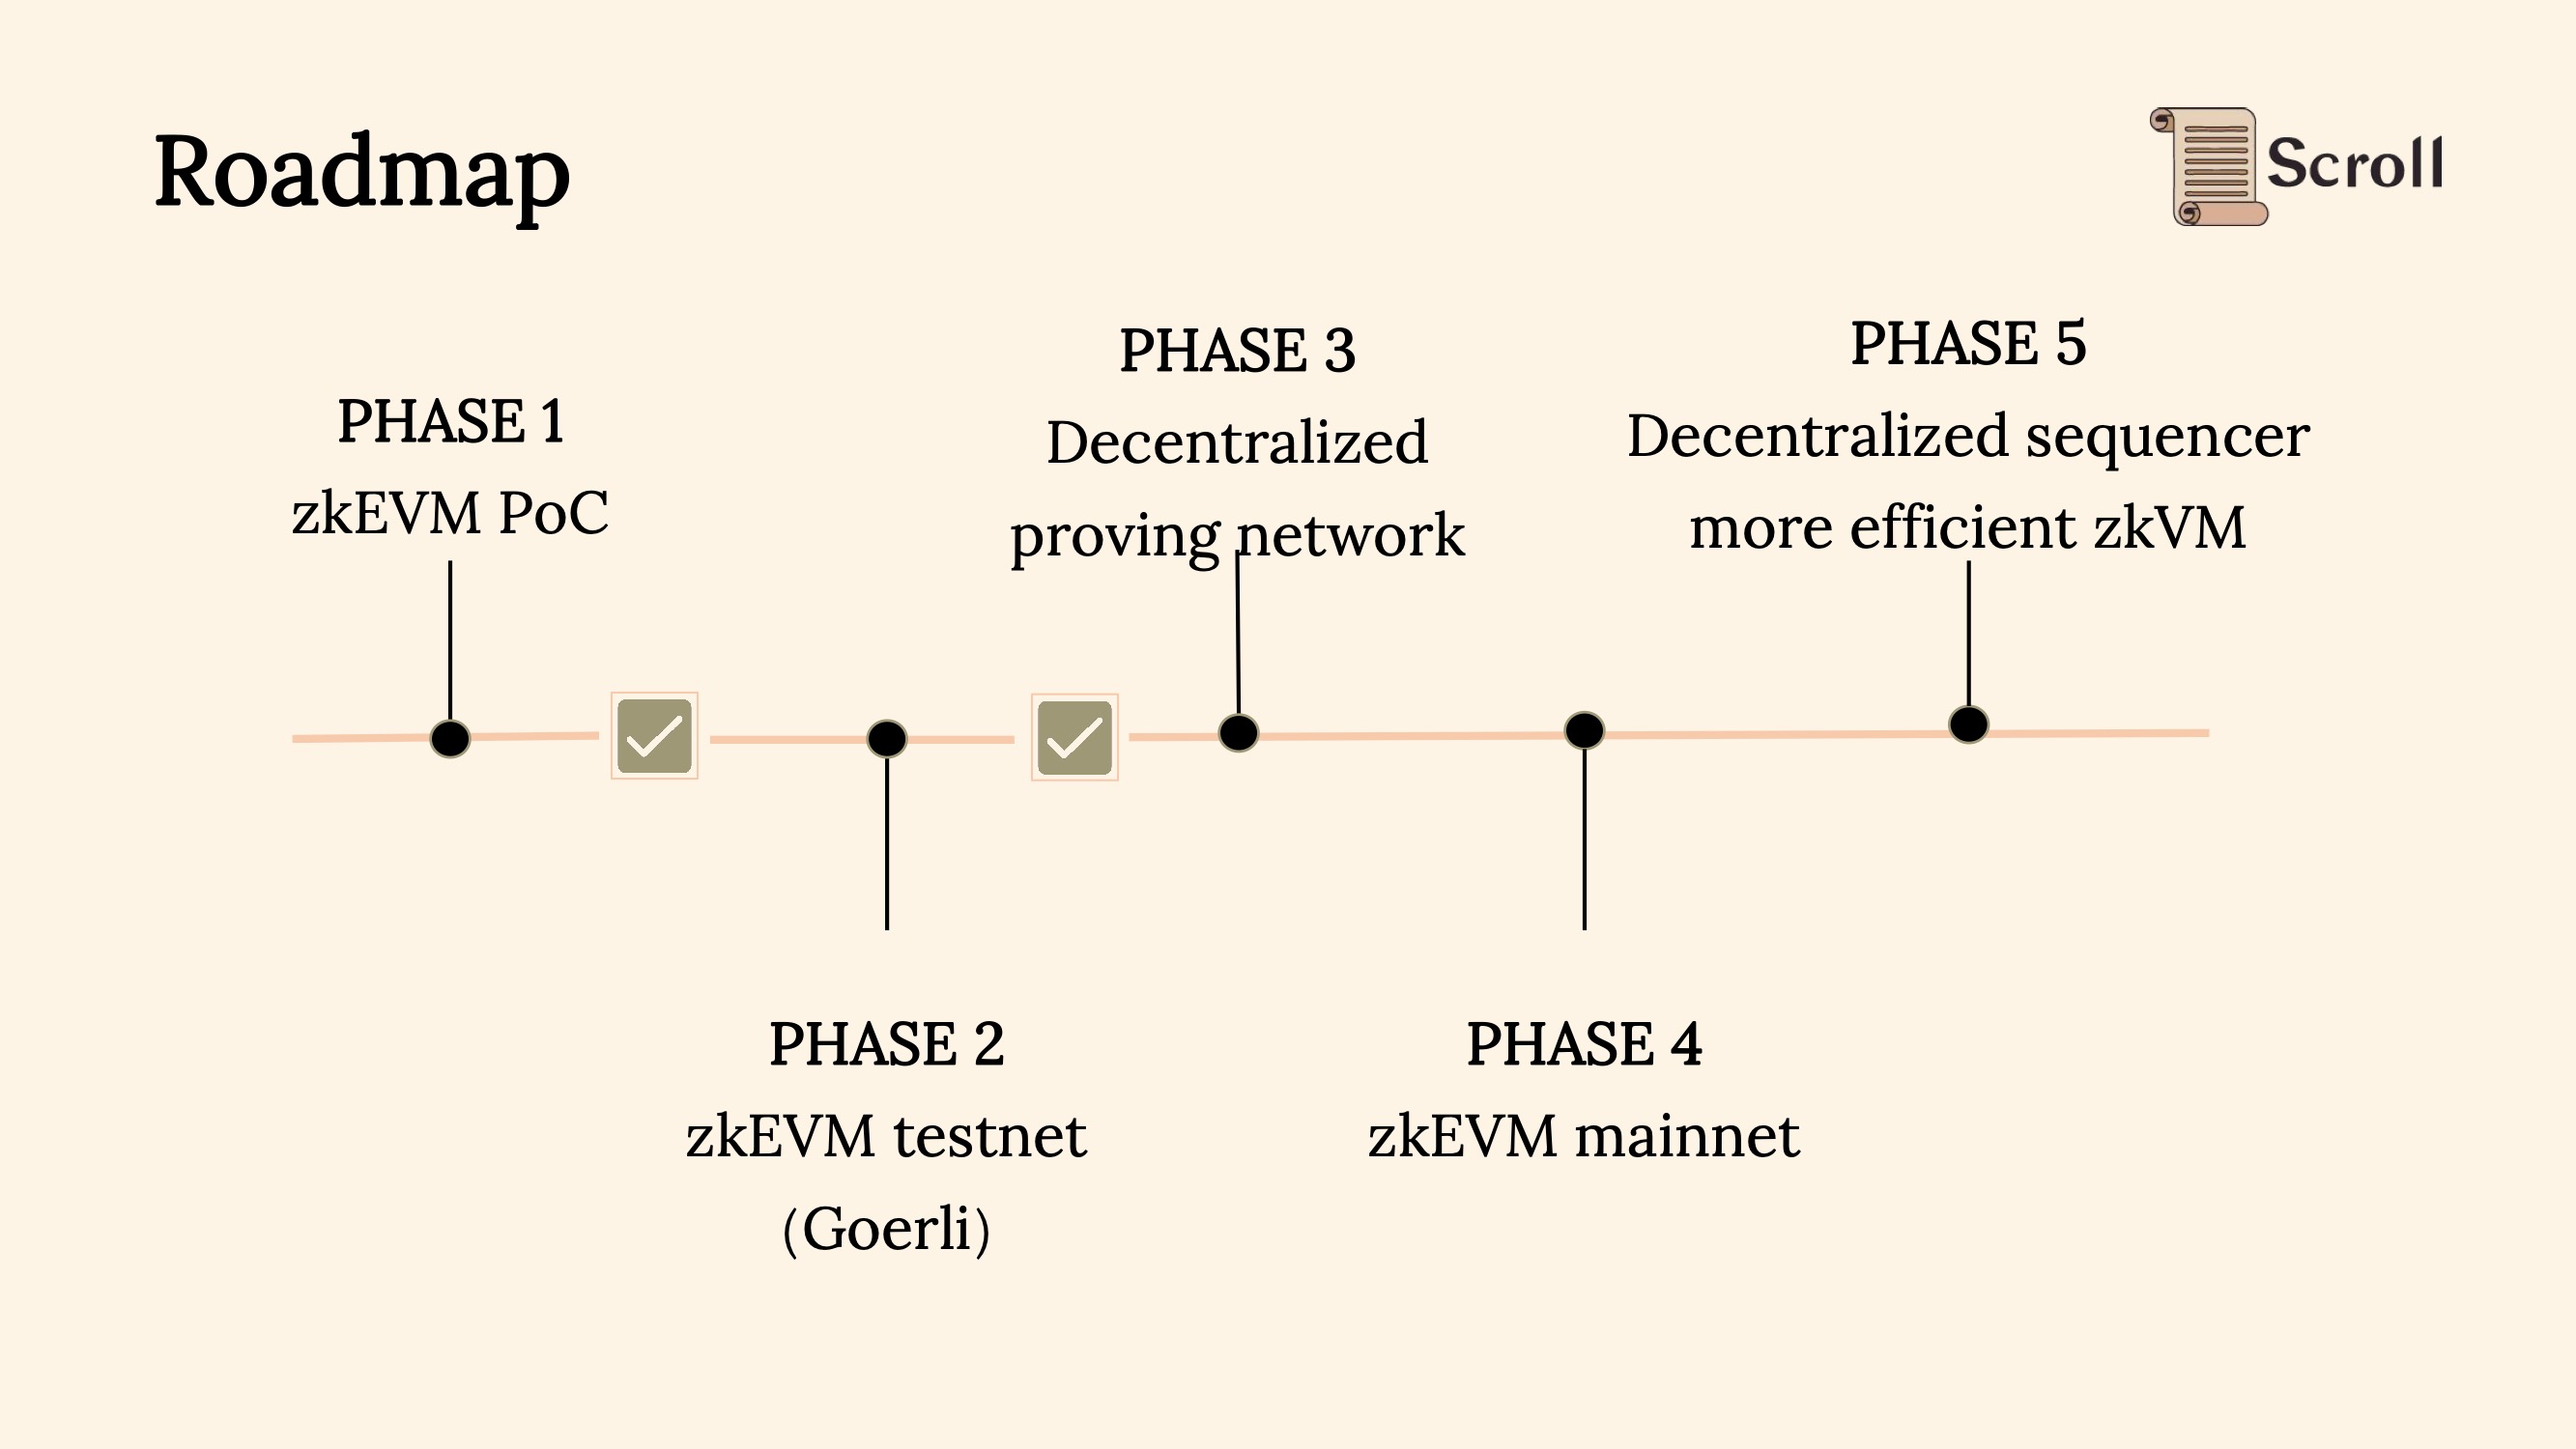 Roadmap
Scroll
PHASE 1
zkEVM PoC
PHASE 2
zkEVM testnet
(Goerli)
PHASE 3
Decentralized
proving network
PHASE 4
zkEVM mainnet
PHASE 5
Decentralized sequencer
more efficient zkVM